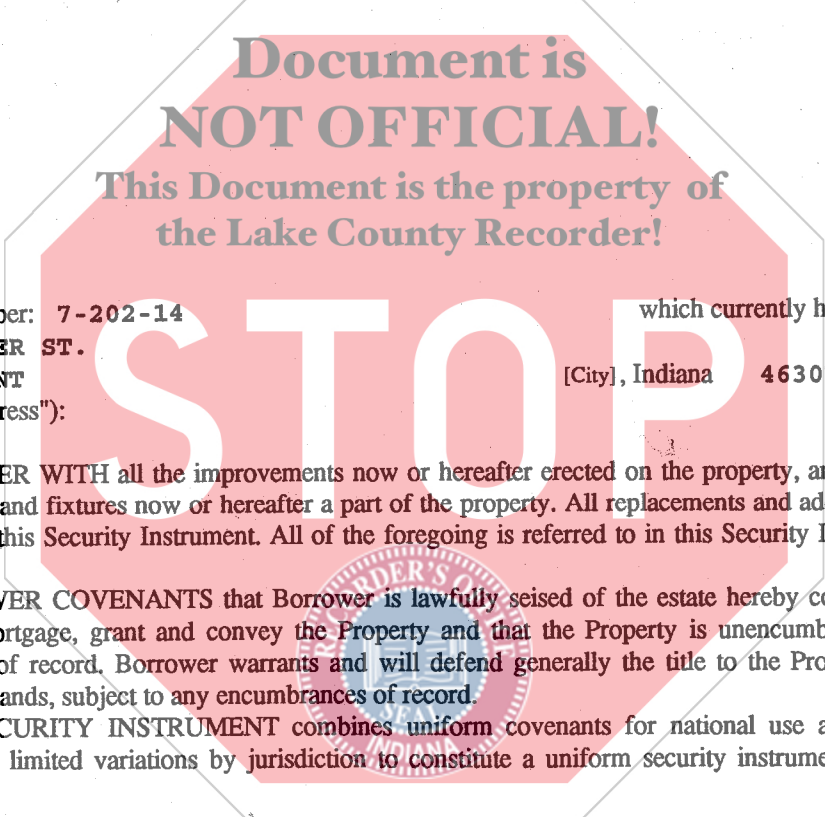 Document is
NOT OFFICIAL!
This Document is the property of
the Lake County Recorder!
STOP
ber: 7-202-14 which currently h
ER ST.
NT [City], Indiana 4630
ress"):
ER WITH all the improvements now or hereafter erected on the property, an
and fixtures now or hereafter a part of the property. All replacements and ad
this Security Instrument. All of the foregoing is referred to in this Security I
VER COVENANTS that Borrower is lawfully seised of the estate hereby co
ortgage, grant and convey the Property and that the Property is unencumb
of record. Borrower warrants and will defend generally the title to the Pro
ands, subject to any encumbrances of record.
CURITY INSTRUMENT combines uniform covenants for national use a
limited variations by jurisdiction to constitute a uniform security instrume
RECORDER'S OFFICE
SEAL
INDIANA